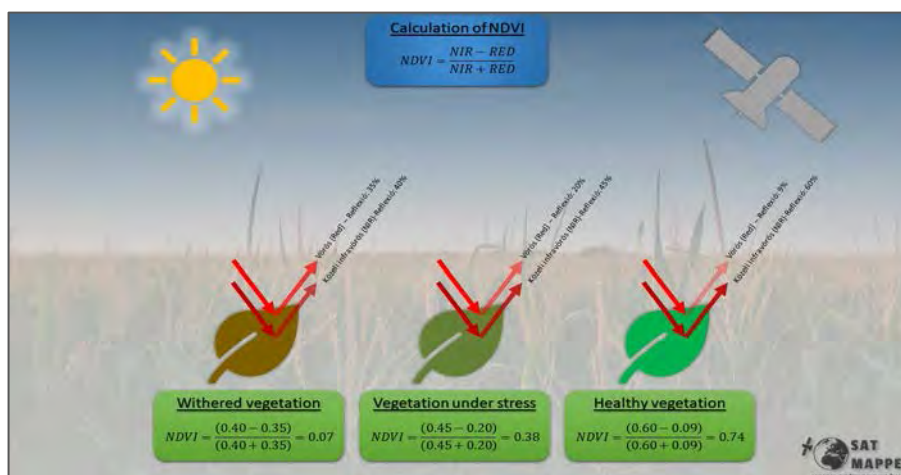 Calculation of NDVI
NDVI = (NIR − RED) / (NIR + RED)
Vörös (Red) – Reflexió: 35%
Közeli infravörös (NIR)-Reflexió: 40%
Vörös (Red) – Reflexió: 20%
Közeli infravörös (NIR)-Reflexió: 45%
Vörös (Red) – Reflexió: 9%
Közeli infravörös (NIR)-Reflexió: 60%
Withered vegetation
NDVI = (0.40 − 0.35) / (0.40 + 0.35) = 0.07
Vegetation under stress
NDVI = (0.45 − 0.20) / (0.45 + 0.20) = 0.38
Healthy vegetation
NDVI = (0.60 − 0.09) / (0.60 + 0.09) = 0.74
SAT
MAPPE